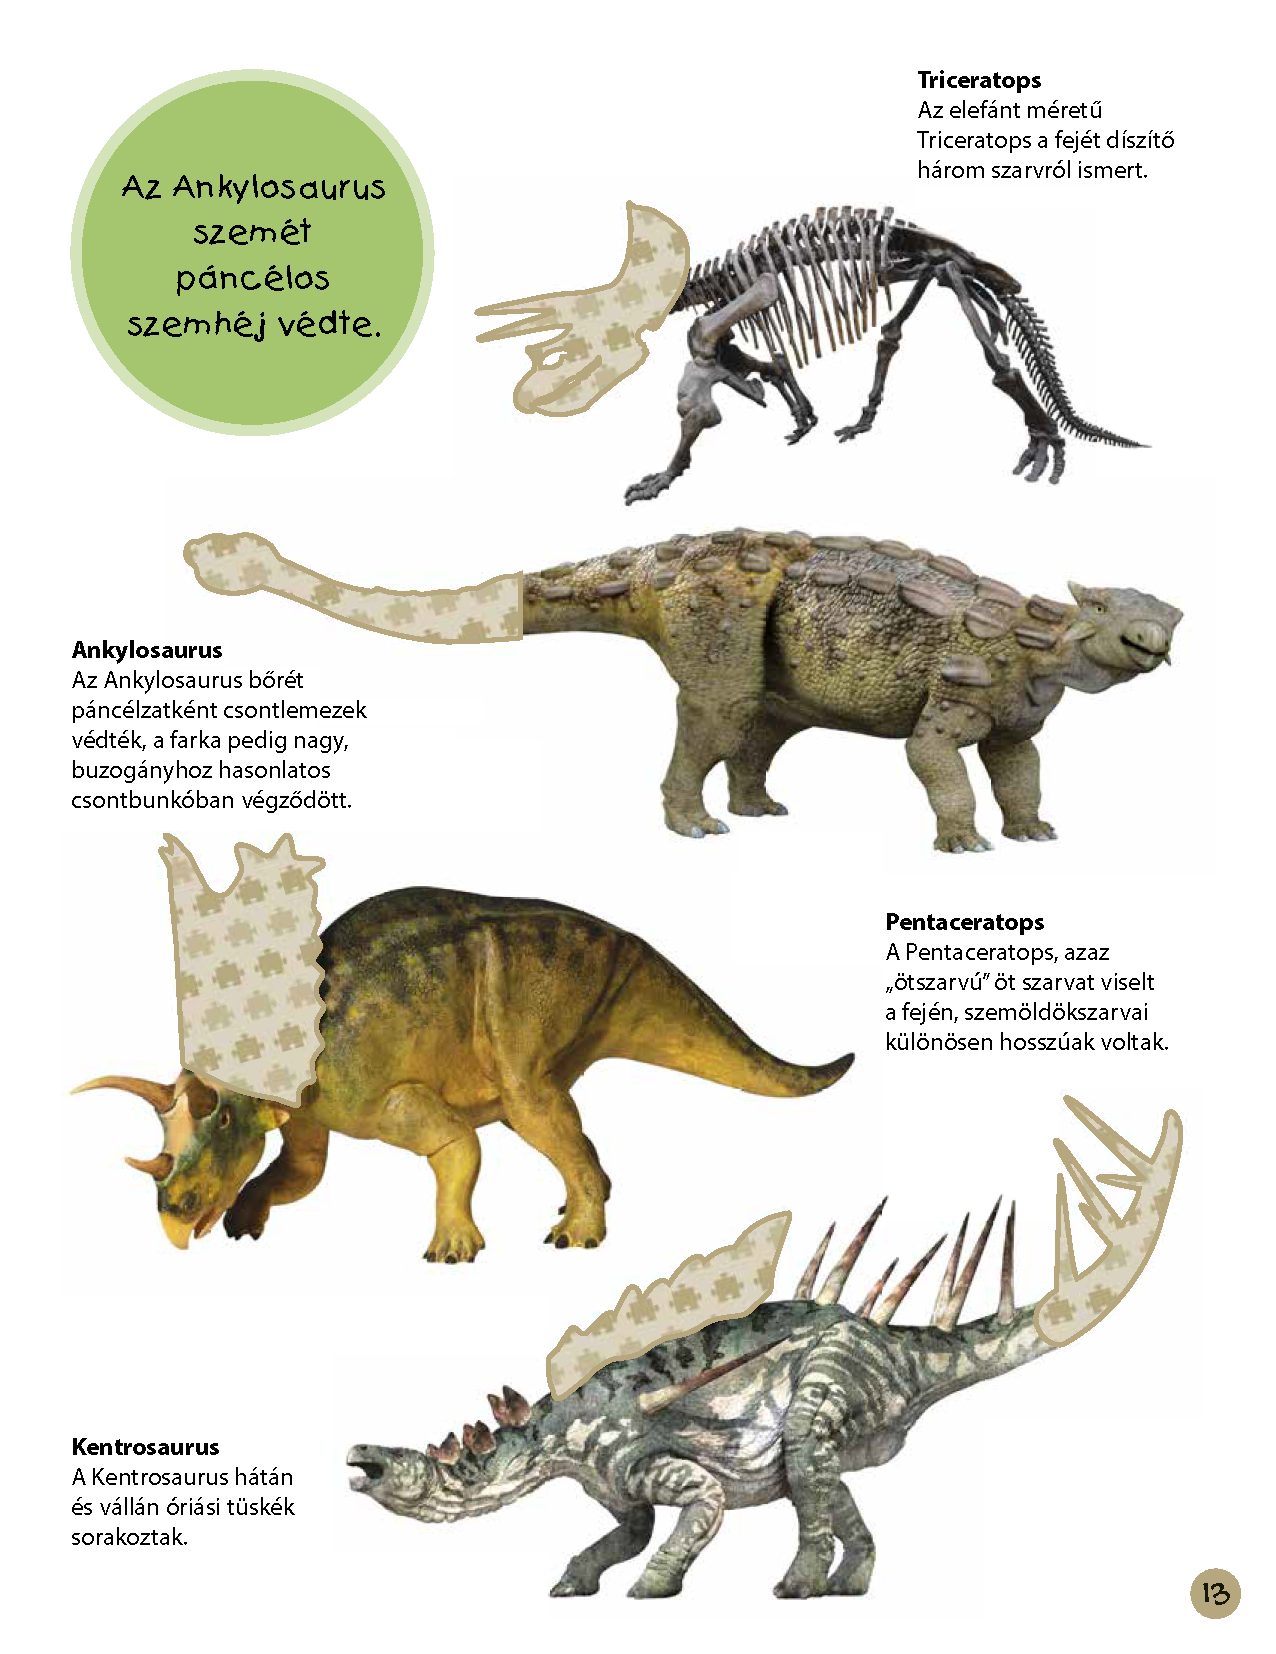 Az Ankylosaurus
szemét
páncélos
szemhéj védte.
Triceratops
Az elefánt méretű
Triceratops a fejét díszítő
három szarvról ismert.
Ankylosaurus
Az Ankylosaurus bőrét
páncélzatként csontlemezek
védték, a farka pedig nagy,
buzogányhoz hasonlatos
csontbunkóban végződött.
Pentaceratops
A Pentaceratops, azaz
„ötszarvú” öt szarvat viselt
a fején, szemöldökszarvai
különösen hosszúak voltak.
Kentrosaurus
A Kentrosaurus hátán
és vállán óriási tüskék
sorakoztak.
13